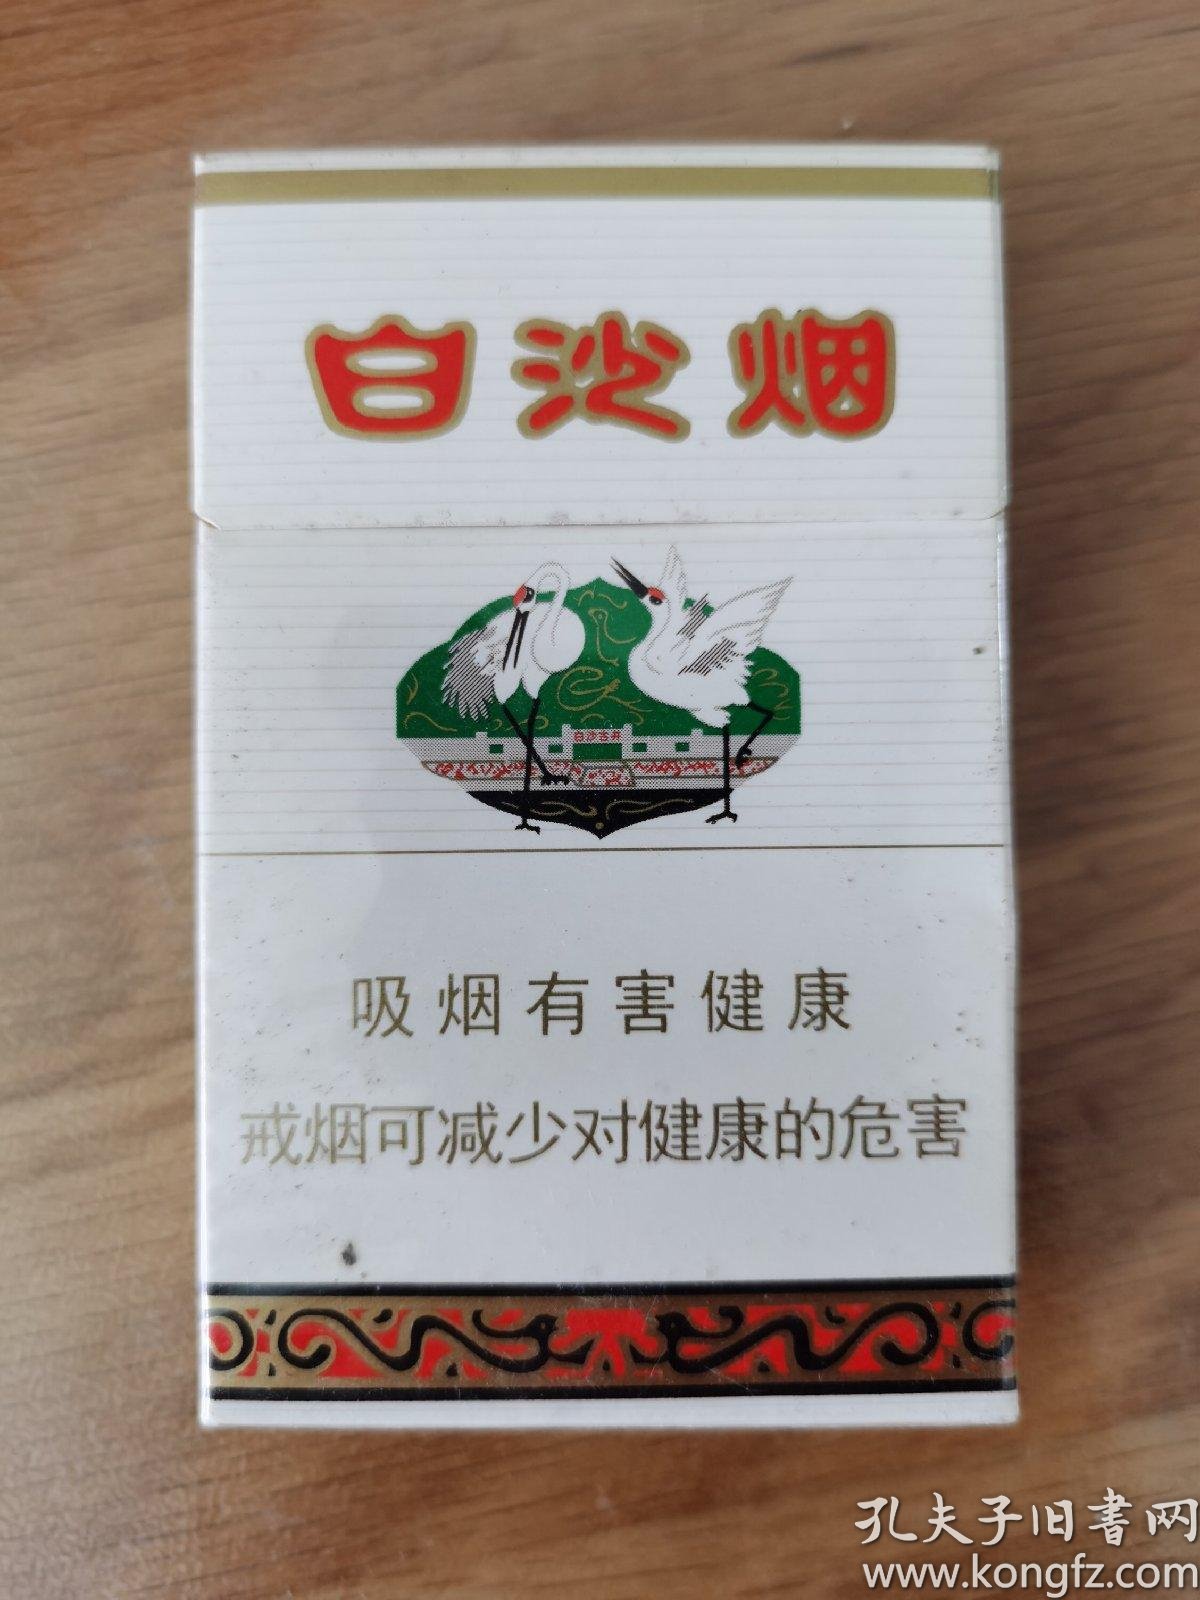 白沙烟
白沙古井
吸烟有害健康
戒烟可减少对健康的危害
孔夫子旧书网
www.kongfz.com